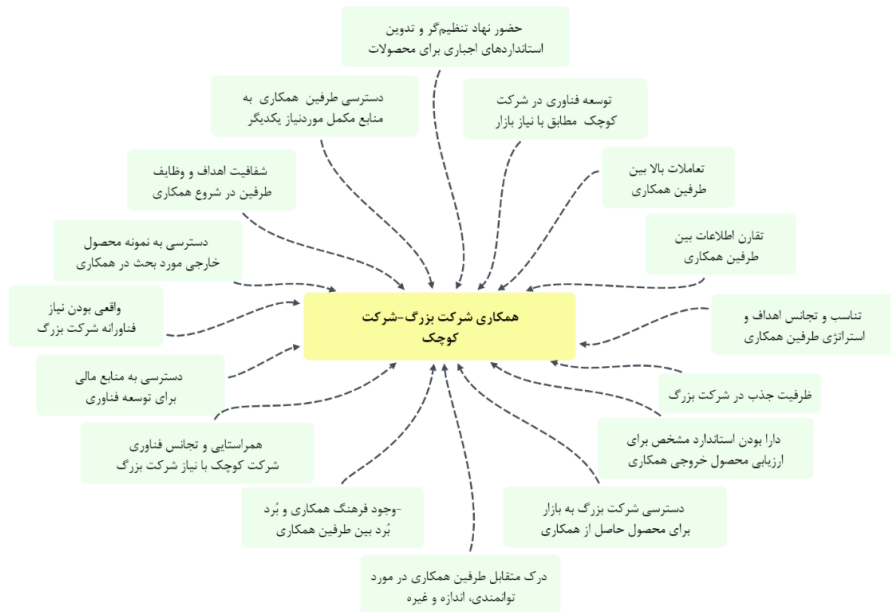 حضور نهاد تنظیم‌گر و تدوین
استانداردهای اجباری برای محصولات
دسترسی طرفین همکاری به
منابع مکمل موردنیاز یکدیگر
توسعه فناوری در شرکت
کوچک مطابق با نیاز بازار
شفافیت اهداف و وظایف
طرفین در شروع همکاری
تعاملات بالا بین
طرفین همکاری
دسترسی به نمونه محصول
خارجی مورد بحث در همکاری
تقارن اطلاعات بین
طرفین همکاری
واقعی بودن نیاز
فناورانه شرکت بزرگ
همکاری شرکت بزرگ-شرکت
کوچک
تناسب و تجانس اهداف و
استراتژی طرفین همکاری
دسترسی به منابع مالی
برای توسعه فناوری
ظرفیت جذب در شرکت بزرگ
همراستایی و تجانس فناوری
شرکت کوچک با نیاز شرکت بزرگ
دارا بودن استاندارد مشخص برای
ارزیابی محصول خروجی همکاری
وجود فرهنگ همکاری و بُرد-
بُرد بین طرفین همکاری
دسترسی شرکت بزرگ به بازار
برای محصول حاصل از همکاری
درک متقابل طرفین همکاری در مورد
توانمندی، اندازه و غیره